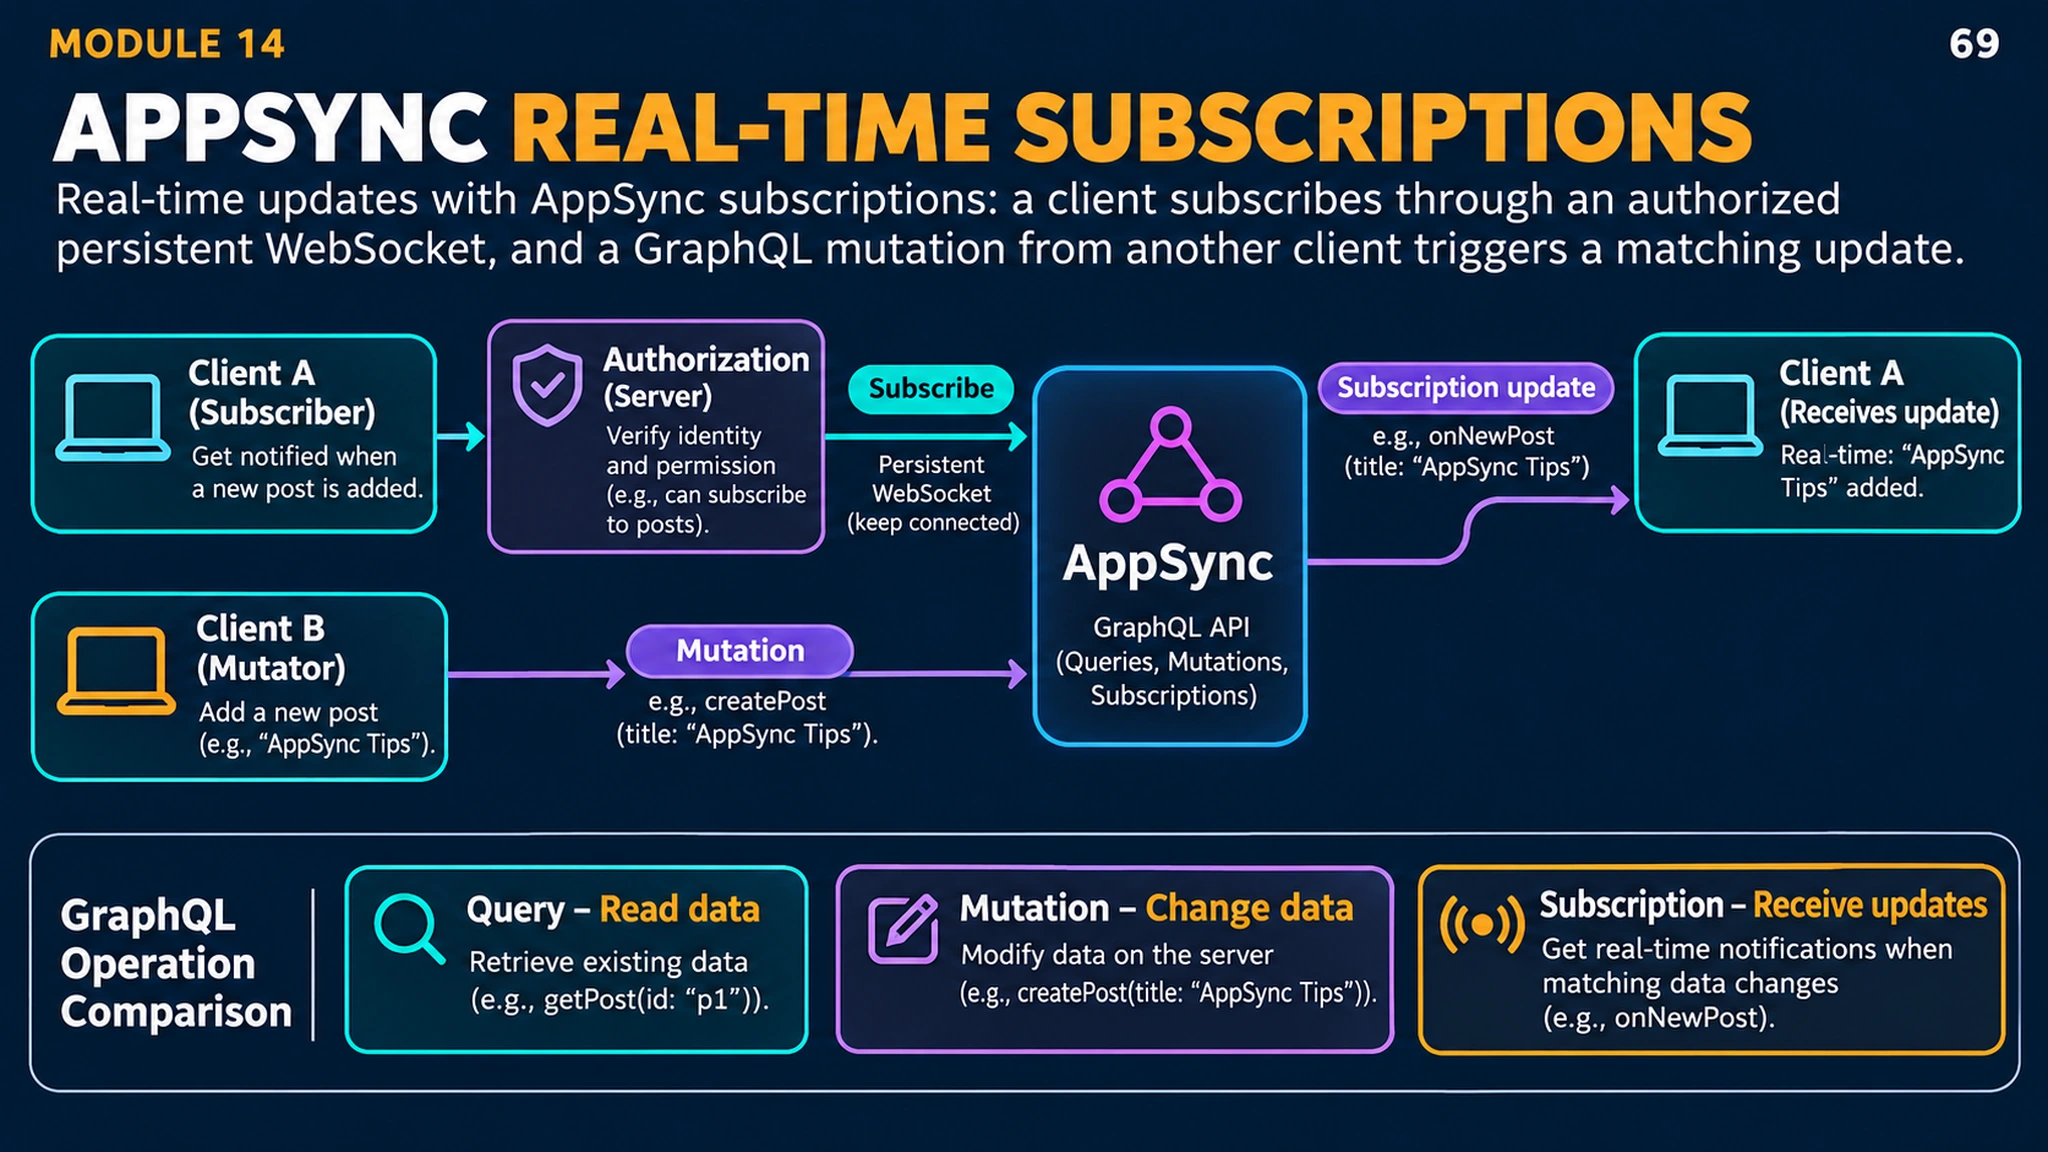 MODULE 14
69
APPSYNC REAL-TIME SUBSCRIPTIONS
Real-time updates with AppSync subscriptions: a client subscribes through an authorized
persistent WebSocket, and a GraphQL mutation from another client triggers a matching update.
Client A
(Subscriber)
Get notified when
a new post is added.
Authorization
(Server)
Verify identity
and permission
(e.g., can subscribe
to posts).
Subscribe
Persistent
WebSocket
(keep connected)
AppSync
GraphQL API
(Queries, Mutations,
Subscriptions)
Subscription update
e.g., onNewPost
(title: “AppSync Tips”)
Client A
(Receives update)
Real-time: “AppSync
Tips” added.
Client B
(Mutator)
Add a new post
(e.g., “AppSync Tips”).
Mutation
e.g., createPost
(title: “AppSync Tips”).
GraphQL
Operation
Comparison
Query – Read data
Retrieve existing data
(e.g., getPost(id: “p1”)).
Mutation – Change data
Modify data on the server
(e.g., createPost(title: “AppSync Tips”)).
Subscription – Receive updates
Get real-time notifications when
matching data changes
(e.g., onNewPost).